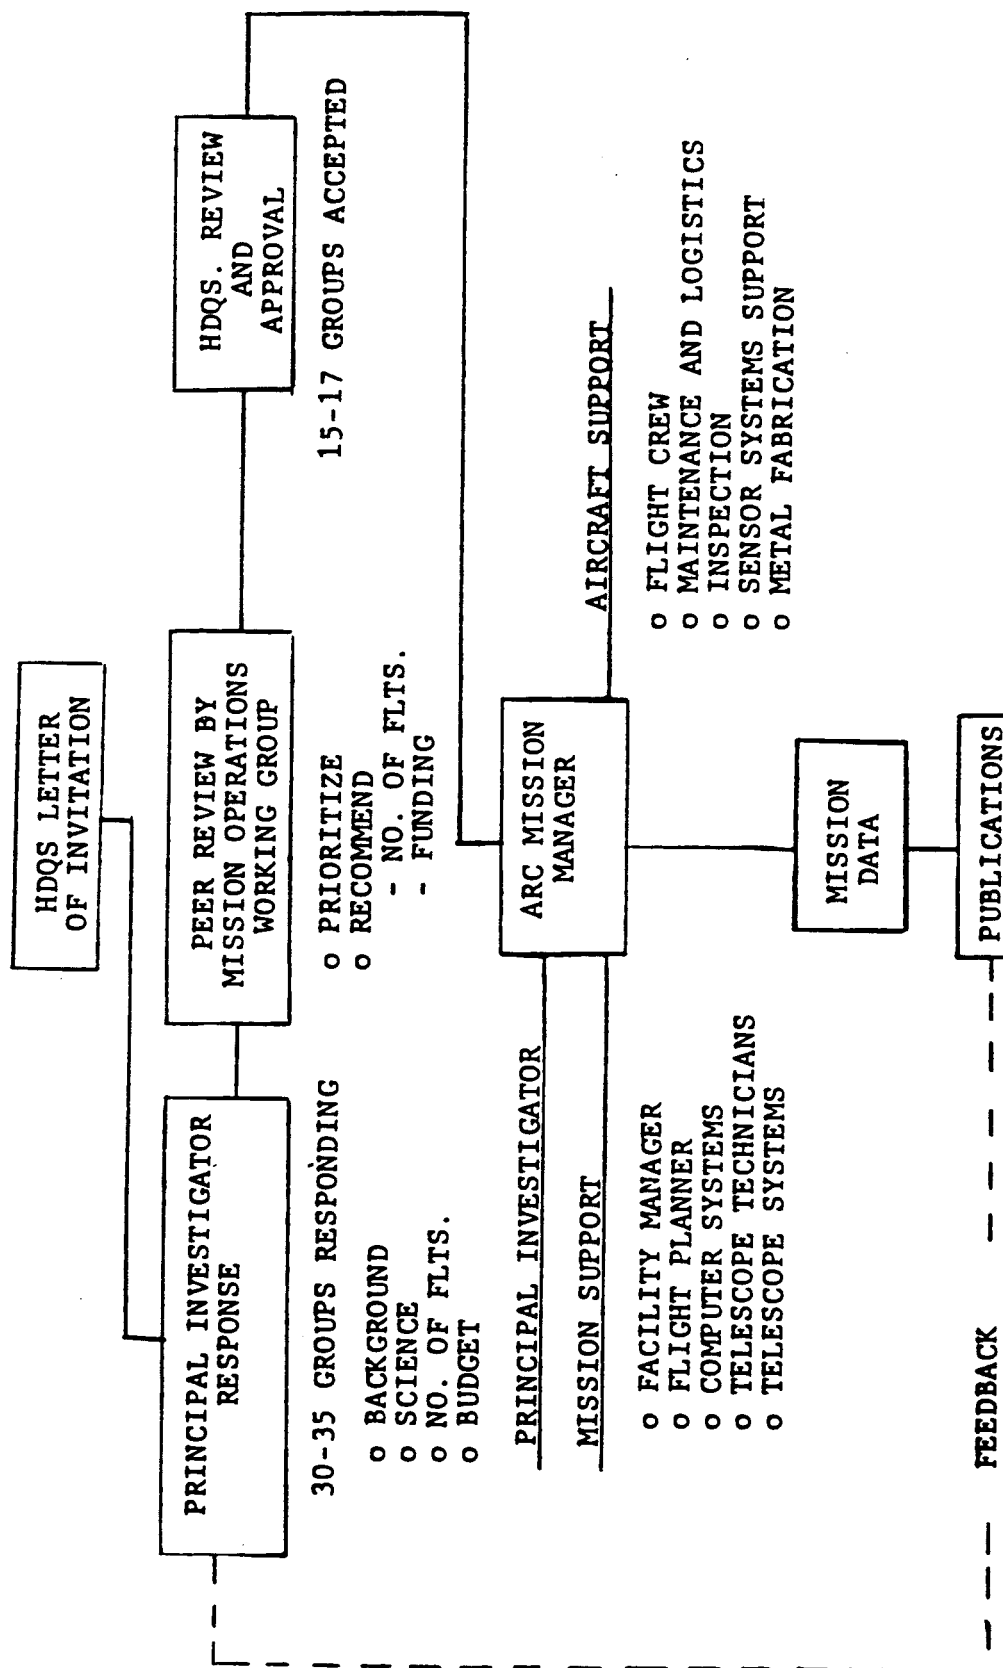 HDQS LETTER
OF INVITATION
PRINCIPAL INVESTIGATOR
RESPONSE
PEER REVIEW BY
MISSION OPERATIONS
WORKING GROUP
HDQS. REVIEW
AND
APPROVAL
30-35 GROUPS RESPONDING
o BACKGROUND
o SCIENCE
o NO. OF FLTS.
o BUDGET
o PRIORITIZE
o RECOMMEND
- NO. OF FLTS.
- FUNDING
15-17 GROUPS ACCEPTED
PRINCIPAL INVESTIGATOR
MISSION SUPPORT
o FACILITY MANAGER
o FLIGHT PLANNER
o COMPUTER SYSTEMS
o TELESCOPE TECHNICIANS
o TELESCOPE SYSTEMS
ARC MISSION
MANAGER
AIRCRAFT SUPPORT
o FLIGHT CREW
o MAINTENANCE AND LOGISTICS
o INSPECTION
o SENSOR SYSTEMS SUPPORT
o METAL FABRICATION
MISSION
DATA
PUBLICATIONS
FEEDBACK